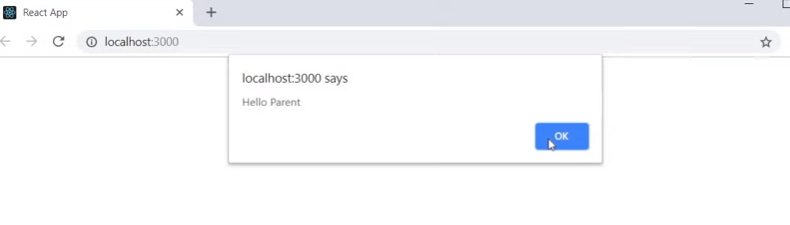 React App
localhost:3000
localhost:3000 says
Hello Parent
OK